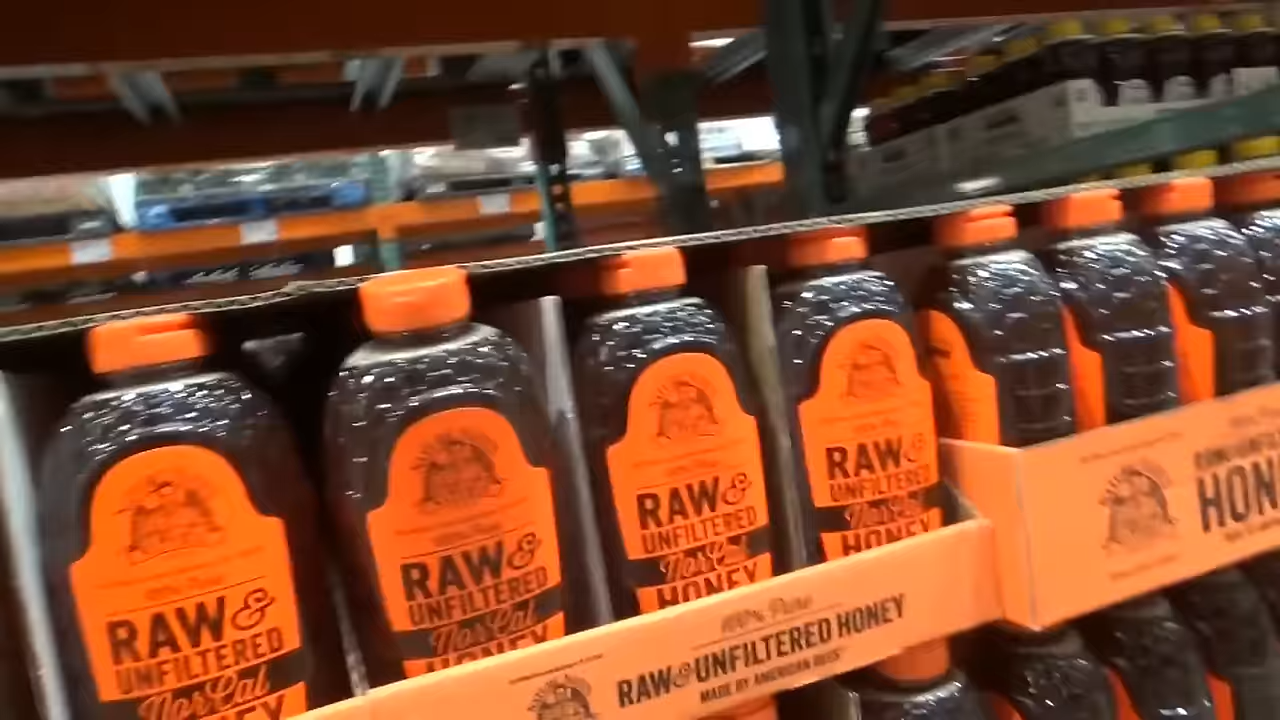 RAW &
UNFILTERED
NorCal
HONEY
RAW &
UNFILTERED
NorCal
HONEY
RAW &
UNFILTERED
NorCal
HONEY
RAW &
UNFILTERED
NorCal
HONEY
100% Pure
RAW & UNFILTERED HONEY
MADE BY AMERICAN BEES
HON